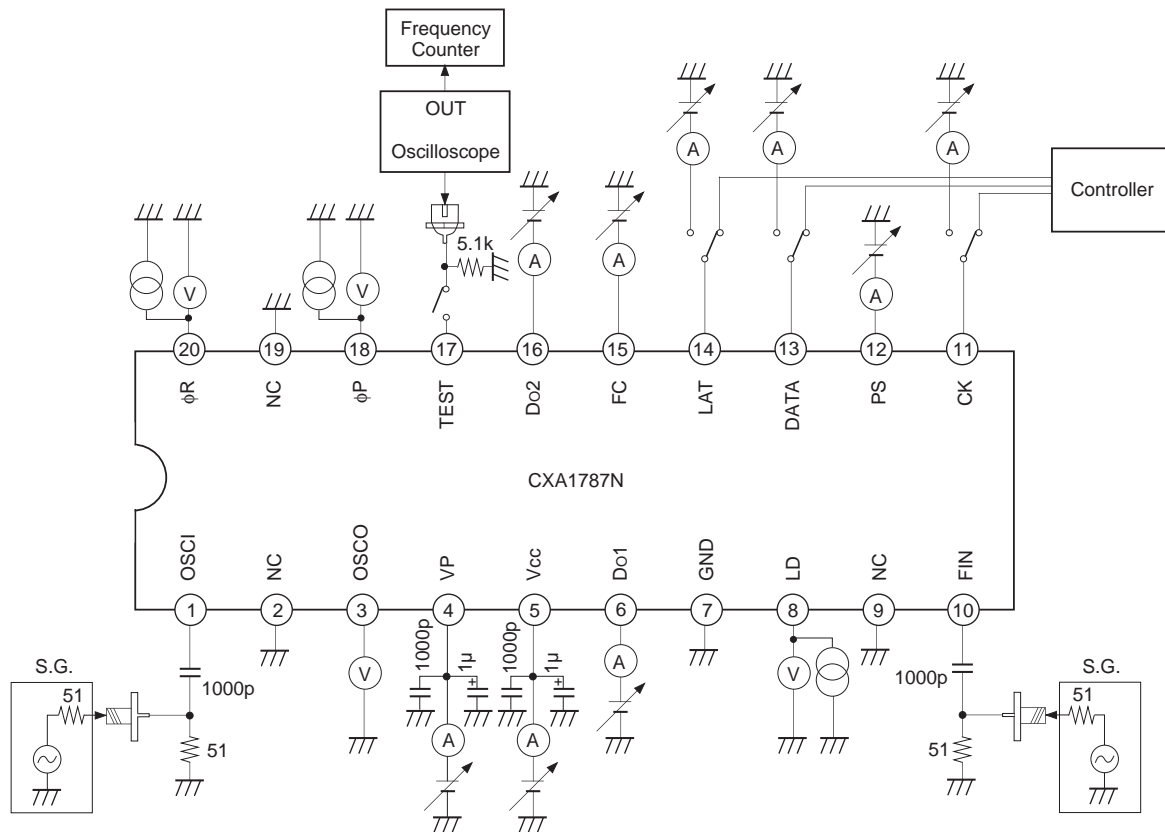 Frequency
Counter
OUT
Oscilloscope
A
A
A
Controller
5.1k
A
A
A
V
V
20
19
18
17
16
15
14
13
12
11
ϕR
NC
ϕP
TEST
Do2
FC
LAT
DATA
PS
CK
CXA1787N
OSCI
NC
OSCO
VP
Vcc
Do1
GND
LD
NC
FIN
1
2
3
4
5
6
7
8
9
10
1000p
1µ
+
1000p
1µ
+
S.G.
51
1000p
51
V
A
A
A
V
1000p
51
S.G.
51